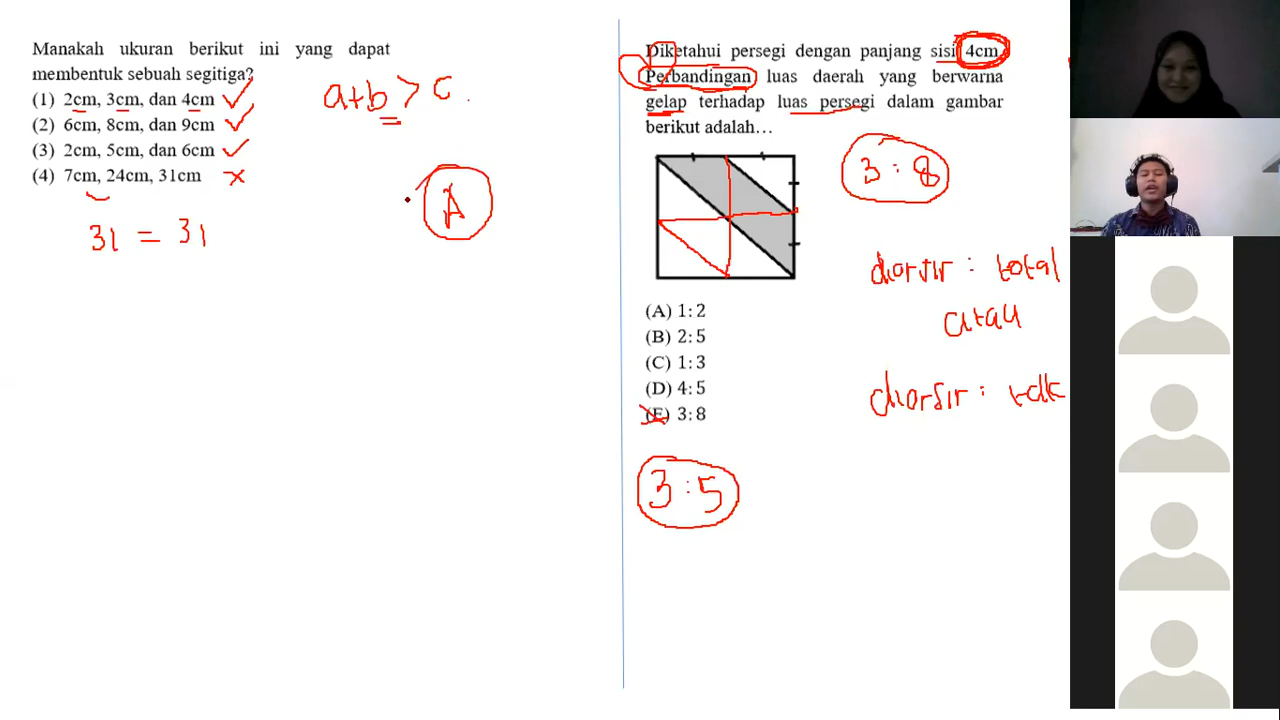 Manakah ukuran berikut ini yang dapat
membentuk sebuah segitiga?
(1) 2cm, 3cm, dan 4cm
(2) 6cm, 8cm, dan 9cm
(3) 2cm, 5cm, dan 6cm
(4) 7cm, 24cm, 31cm
31 = 31
a+b > c
A
Diketahui persegi dengan panjang sisi 4cm.
Perbandingan luas daerah yang berwarna
gelap terhadap luas persegi dalam gambar
berikut adalah…
3 : 8
(A) 1: 2
(B) 2: 5
(C) 1: 3
(D) 4: 5
(E) 3: 8
3 : 5
diarsir : total
atau
diarsir : tdk